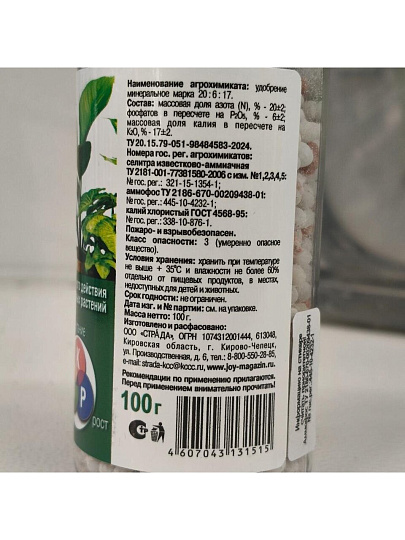 Наименование агрохимиката: удобрение
минеральное марка 20 : 6 : 17.
Состав: массовая доля азота (N), % - 20±2;
фосфатов в пересчете на P2O5, % - 6±2;
массовая доля калия в пересчете на
K2O,% -17±2.
ТУ 20.15.79-051-98484583-2024.
Номера гос. рег. агрохимикатов:
селитра известково-аммиачная
ТУ 2181-001-77381580-2006 с изм. №1,2,3,4,5:
№ гос. рег.: 321-15-1354-1;
аммофос ТУ 2186-670-00209438-01:
№ гос. рег.: 445-10-4232-1;
калий хлористый ГОСТ 4568-95:
№ гос. рег.: 338-10-876-1.
Пожаро- и взрывобезопасен.
Класс опасности: 3 (умеренно опасное
вещество).
Условия хранения: хранить при температуре
не выше + 35°С и влажности не более 60%
отдельно от пищевых продуктов, в местах,
недоступных для детей и животных.
Срок годности: не ограничен.
Дата изг. и № партии: см. на упаковке.
Масса нетто: 100 г.
Изготовлено и расфасовано:
ООО «СТРАДА», ОГРН 1074312001444, 613048,
Кировская область, г. Кирово-Чепецк,
ул. Производственная, д. 6, тел.: 8-800-550-28-85,
e-mail: strada-kcc@kccc.ru, www.joy-magazin.ru
Рекомендации по применению прилагаются.
Перед применением внимательно прочитать!
100 г
4 607043 131515
действия
растений
P
рост
Информацию на стикере